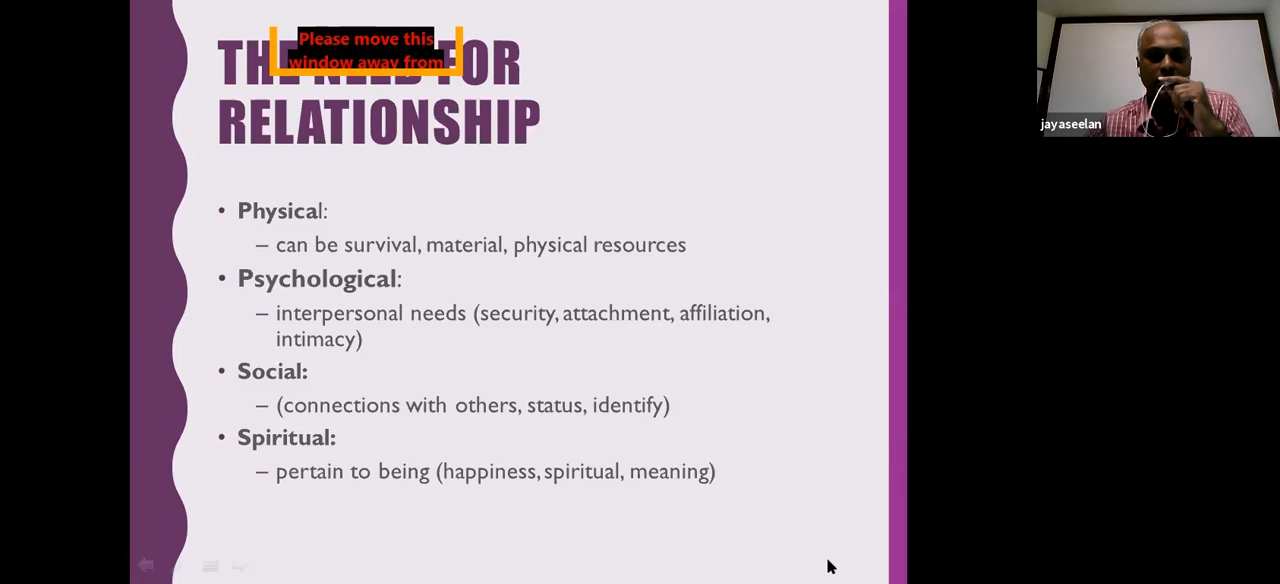 Please move this
window away from
THE NEED FOR
RELATIONSHIP
jayaseelan
• Physical:
– can be survival, material, physical resources
• Psychological:
– interpersonal needs (security, attachment, affiliation,
intimacy)
• Social:
– (connections with others, status, identify)
• Spiritual:
– pertain to being (happiness, spiritual, meaning)